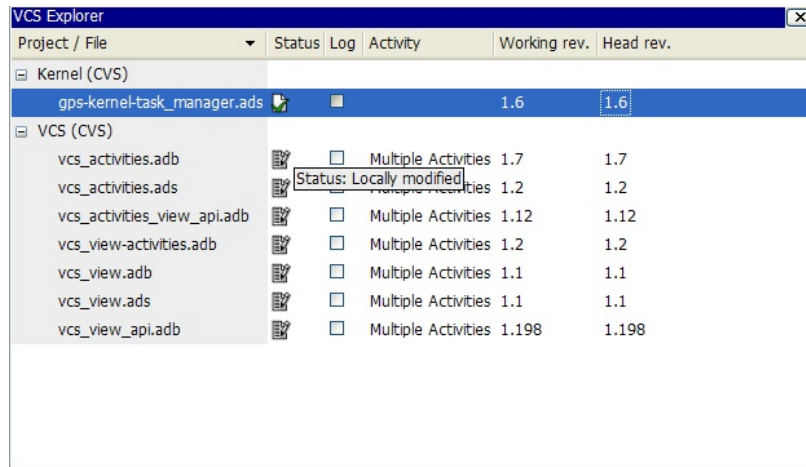 VCS Explorer
Project / File Status Log Activity Working rev. Head rev.
Kernel (CVS)
gps-kernel-task_manager.ads 1.6 1.6
VCS (CVS)
vcs_activities.adb Multiple Activities 1.7 1.7
Status: Locally modified
vcs_activities.ads 1.2 1.2
vcs_activities_view_api.adb Multiple Activities 1.12 1.12
vcs_view-activities.adb Multiple Activities 1.2 1.2
vcs_view.adb Multiple Activities 1.1 1.1
vcs_view.ads Multiple Activities 1.1 1.1
vcs_view_api.adb Multiple Activities 1.198 1.198